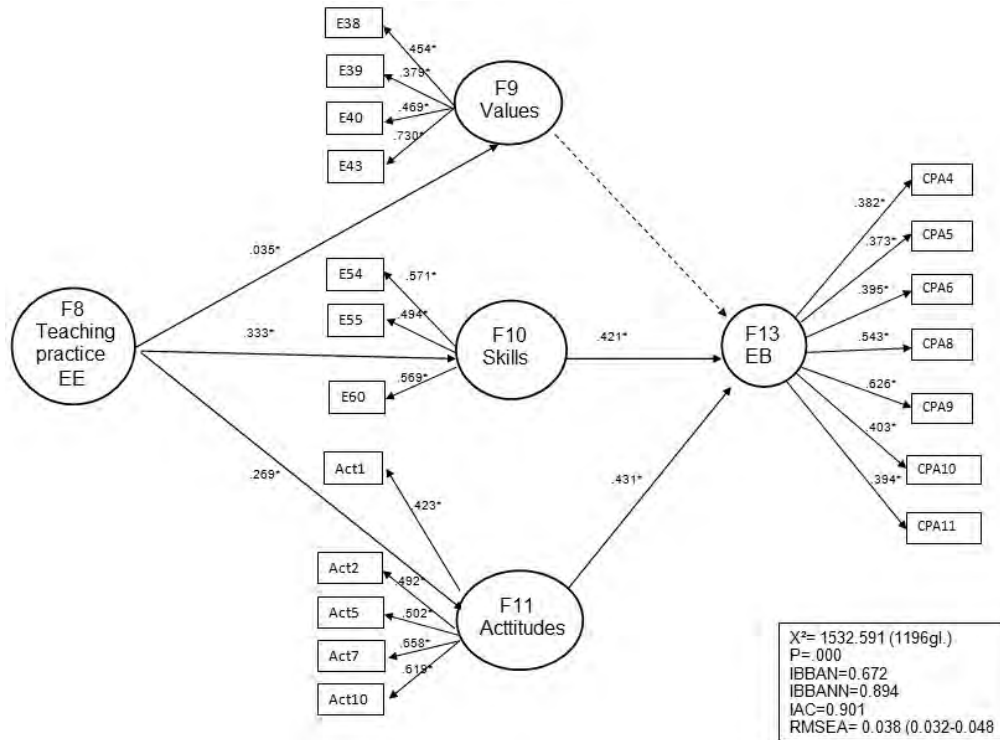 E38
.454*
E39
.379*
E40
.469*
E43
.730*
F9
Values
.035*
F8
Teaching
practice
EE
.333*
E54
.571*
E55
.494*
E60
.569*
F10
Skills
.421*
.269*
Act1
.423*
Act2
.492*
Act5
.502*
Act7
.658*
Act10
.619*
F11
Acttitudes
.431*
F13
EB
CPA4
.382*
CPA5
.373*
CPA6
.395*
CPA8
.543*
CPA9
.626*
CPA10
.403*
CPA11
.394*
X²= 1532.591 (1196gl.)
P=.000
IBBAN=0.672
IBBANN=0.894
IAC=0.901
RMSEA= 0.038 (0.032-0.048